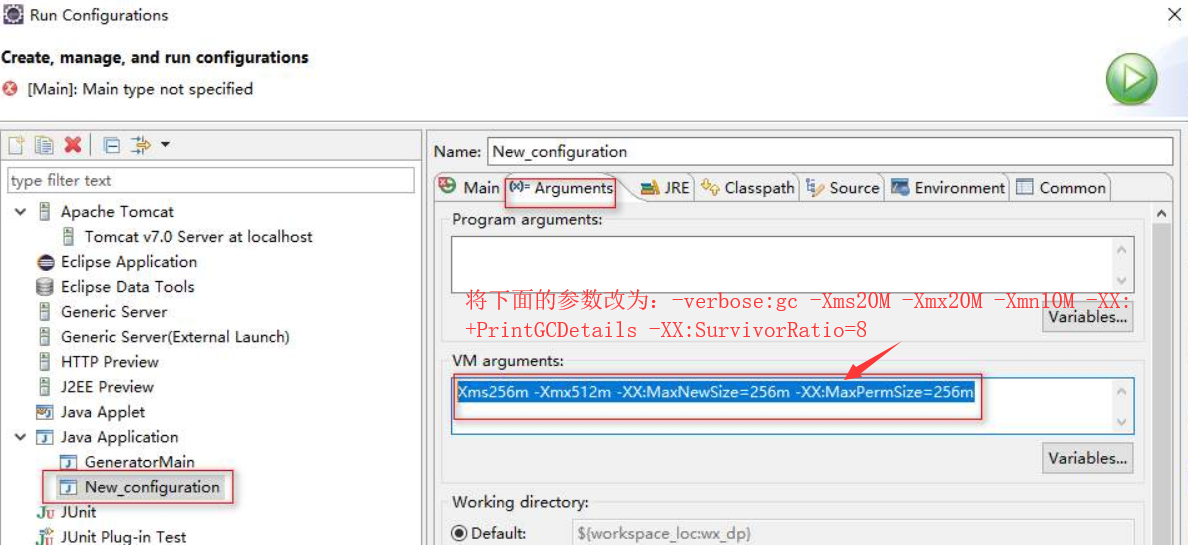 Run Configurations
Create, manage, and run configurations
[Main]: Main type not specified
type filter text
Apache Tomcat
Tomcat v7.0 Server at localhost
Eclipse Application
Eclipse Data Tools
Generic Server
Generic Server(External Launch)
HTTP Preview
J2EE Preview
Java Applet
Java Application
GeneratorMain
New_configuration
JUnit
JUnit Plug-in Test
Name: New_configuration
Main (x)= Arguments JRE Classpath Source Environment Common
Program arguments:
将下面的参数改为：-verbose:gc -Xms20M -Xmx20M -Xmn10M -XX:
+PrintGCDetails -XX:SurvivorRatio=8
Variables...
VM arguments:
Xms256m -Xmx512m -XX:MaxNewSize=256m -XX:MaxPermSize=256m
Variables...
Working directory:
Default: ${workspace_loc:wx_dp}